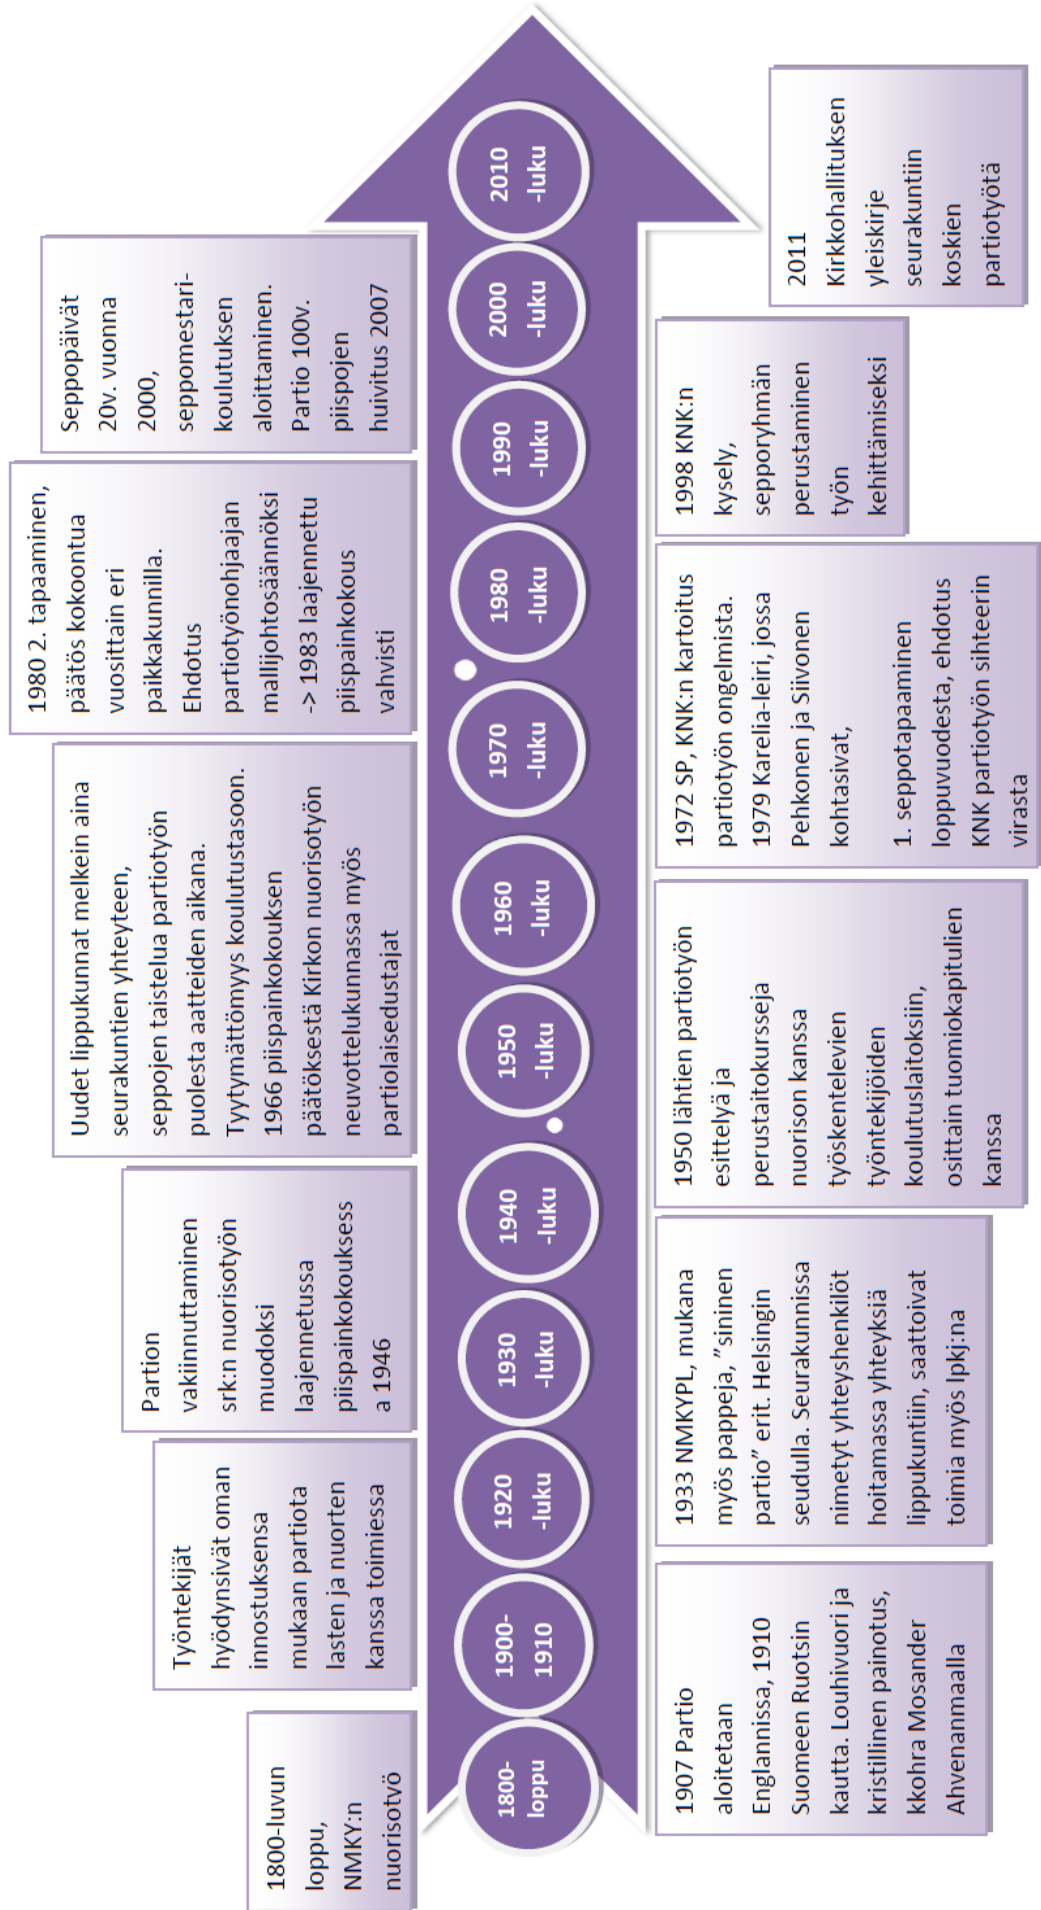 1800-luvun
loppu,
NMKY:n
nuorisotyö
Työntekijät
hyödynsivät oman
innostuksensa
mukaan partiota
lasten ja nuorten
kanssa toimiessa
Partion
vakiinnuttaminen
srk:n nuorisotyön
muodoksi
laajennetussa
piispainkokouksess
a 1946
Uudet lippukunnat melkein aina
seurakuntien yhteyteen,
seppojen taistelua partiotyön
puolesta aatteiden aikana.
Tyytymättömyys koulutustasoon.
1966 piispainkokouksen
päätöksestä Kirkon nuorisotyön
neuvottelukunnassa myös
partiolaisedustajat
1980 2. tapaaminen,
päätös kokoontua
vuosittain eri
paikkakunnilla.
Ehdotus
partiotyönohjaajan
mallijohtosäännöksi
-> 1983 laajennettu
piispainkokous
vahvisti
Seppopäivät
20v. vuonna
2000,
seppomestari-
koulutuksen
aloittaminen.
Partio 100v.
piispojen
huivitus 2007
1800-
loppu
1900-
1910
1920
-luku
1930
-luku
1940
-luku
1950
-luku
1960
-luku
1970
-luku
1980
-luku
1990
-luku
2000
-luku
2010
-luku
1907 Partio
aloitetaan
Englannissa, 1910
Suomeen Ruotsin
kautta. Louhivuori ja
kristillinen painotus,
kkohra Mosander
Ahvenanmaalla
1933 NMKYPL, mukana
myös pappeja, ”sininen
partio” erit. Helsingin
seudulla. Seurakunnissa
nimetyt yhteyshenkilöt
hoitamassa yhteyksiä
lippukuntiin, saattoivat
toimia myös lpkj:na
1950 lähtien partiotyön
esittelyä ja
perustaitokursseja
nuorison kanssa
työskentelevien
työntekijöiden
koulutuslaitoksiin,
osittain tuomiokapitulien
kanssa
1972 SP, KNK:n kartoitus
partiotyön ongelmista.
1979 Karelia-leiri, jossa
Pehkonen ja Siivonen
kohtasivat,
1. seppotapaaminen
loppuvuodesta, ehdotus
KNK partiotyön sihteerin
virasta
1998 KNK:n
kysely,
sepporyhmän
perustaminen
työn
kehittämiseksi
2011
Kirkkohallituksen
yleiskirje
seurakuntiin
koskien
partiotyötä